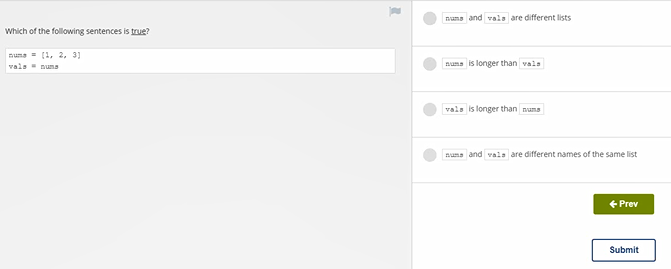 Which of the following sentences is true?
nums = [1, 2, 3]
vals = nums
nums and vals are different lists
nums is longer than vals
vals is longer than nums
nums and vals are different names of the same list
← Prev
Submit